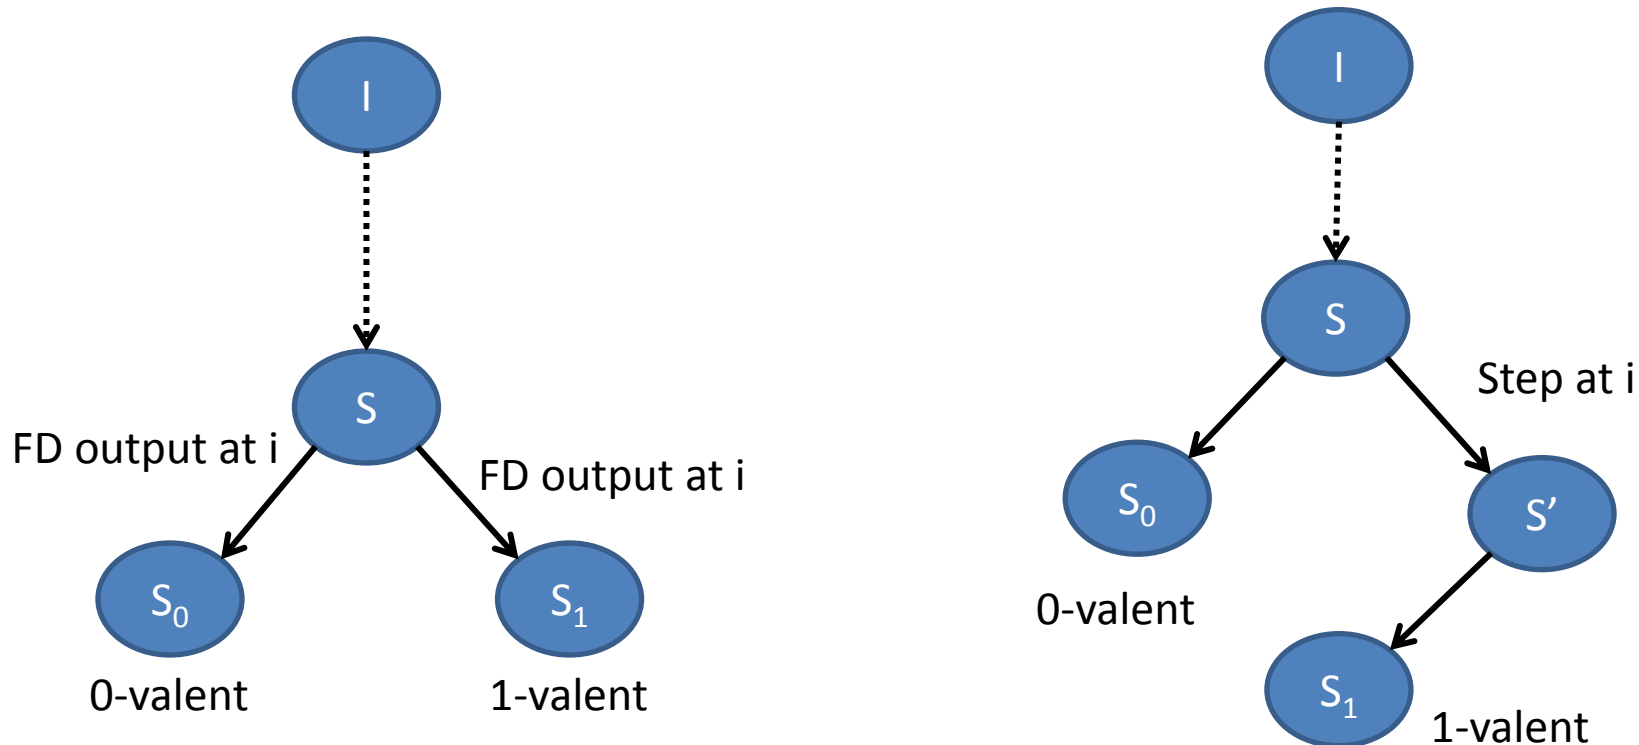 I
S
FD output at i
FD output at i
S₀
S₁
0-valent
1-valent
I
S
Step at i
S₀
S′
0-valent
S₁
1-valent